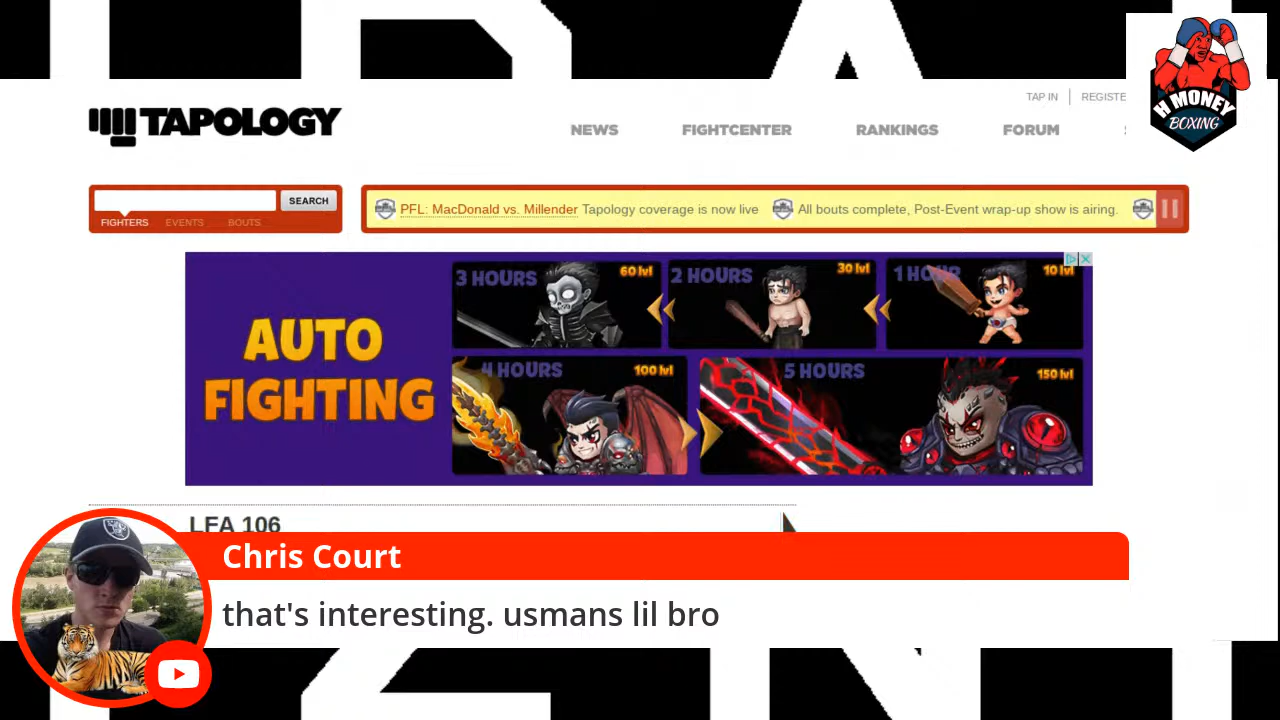 TAP IN
REGISTE
TAPOLOGY
NEWS
FIGHTCENTER
RANKINGS
FORUM
H MONEY
BOXING
SEARCH
FIGHTERS
EVENTS
BOUTS
PFL: MacDonald vs. Millender Tapology coverage is now live
All bouts complete, Post-Event wrap-up show is airing.
AUTO
FIGHTING
3 HOURS
60 lvl
2 HOURS
30 lvl
1 HOUR
10 lvl
4 HOURS
100 lvl
5 HOURS
150 lvl
LFA 106
Chris Court
that's interesting. usmans lil bro